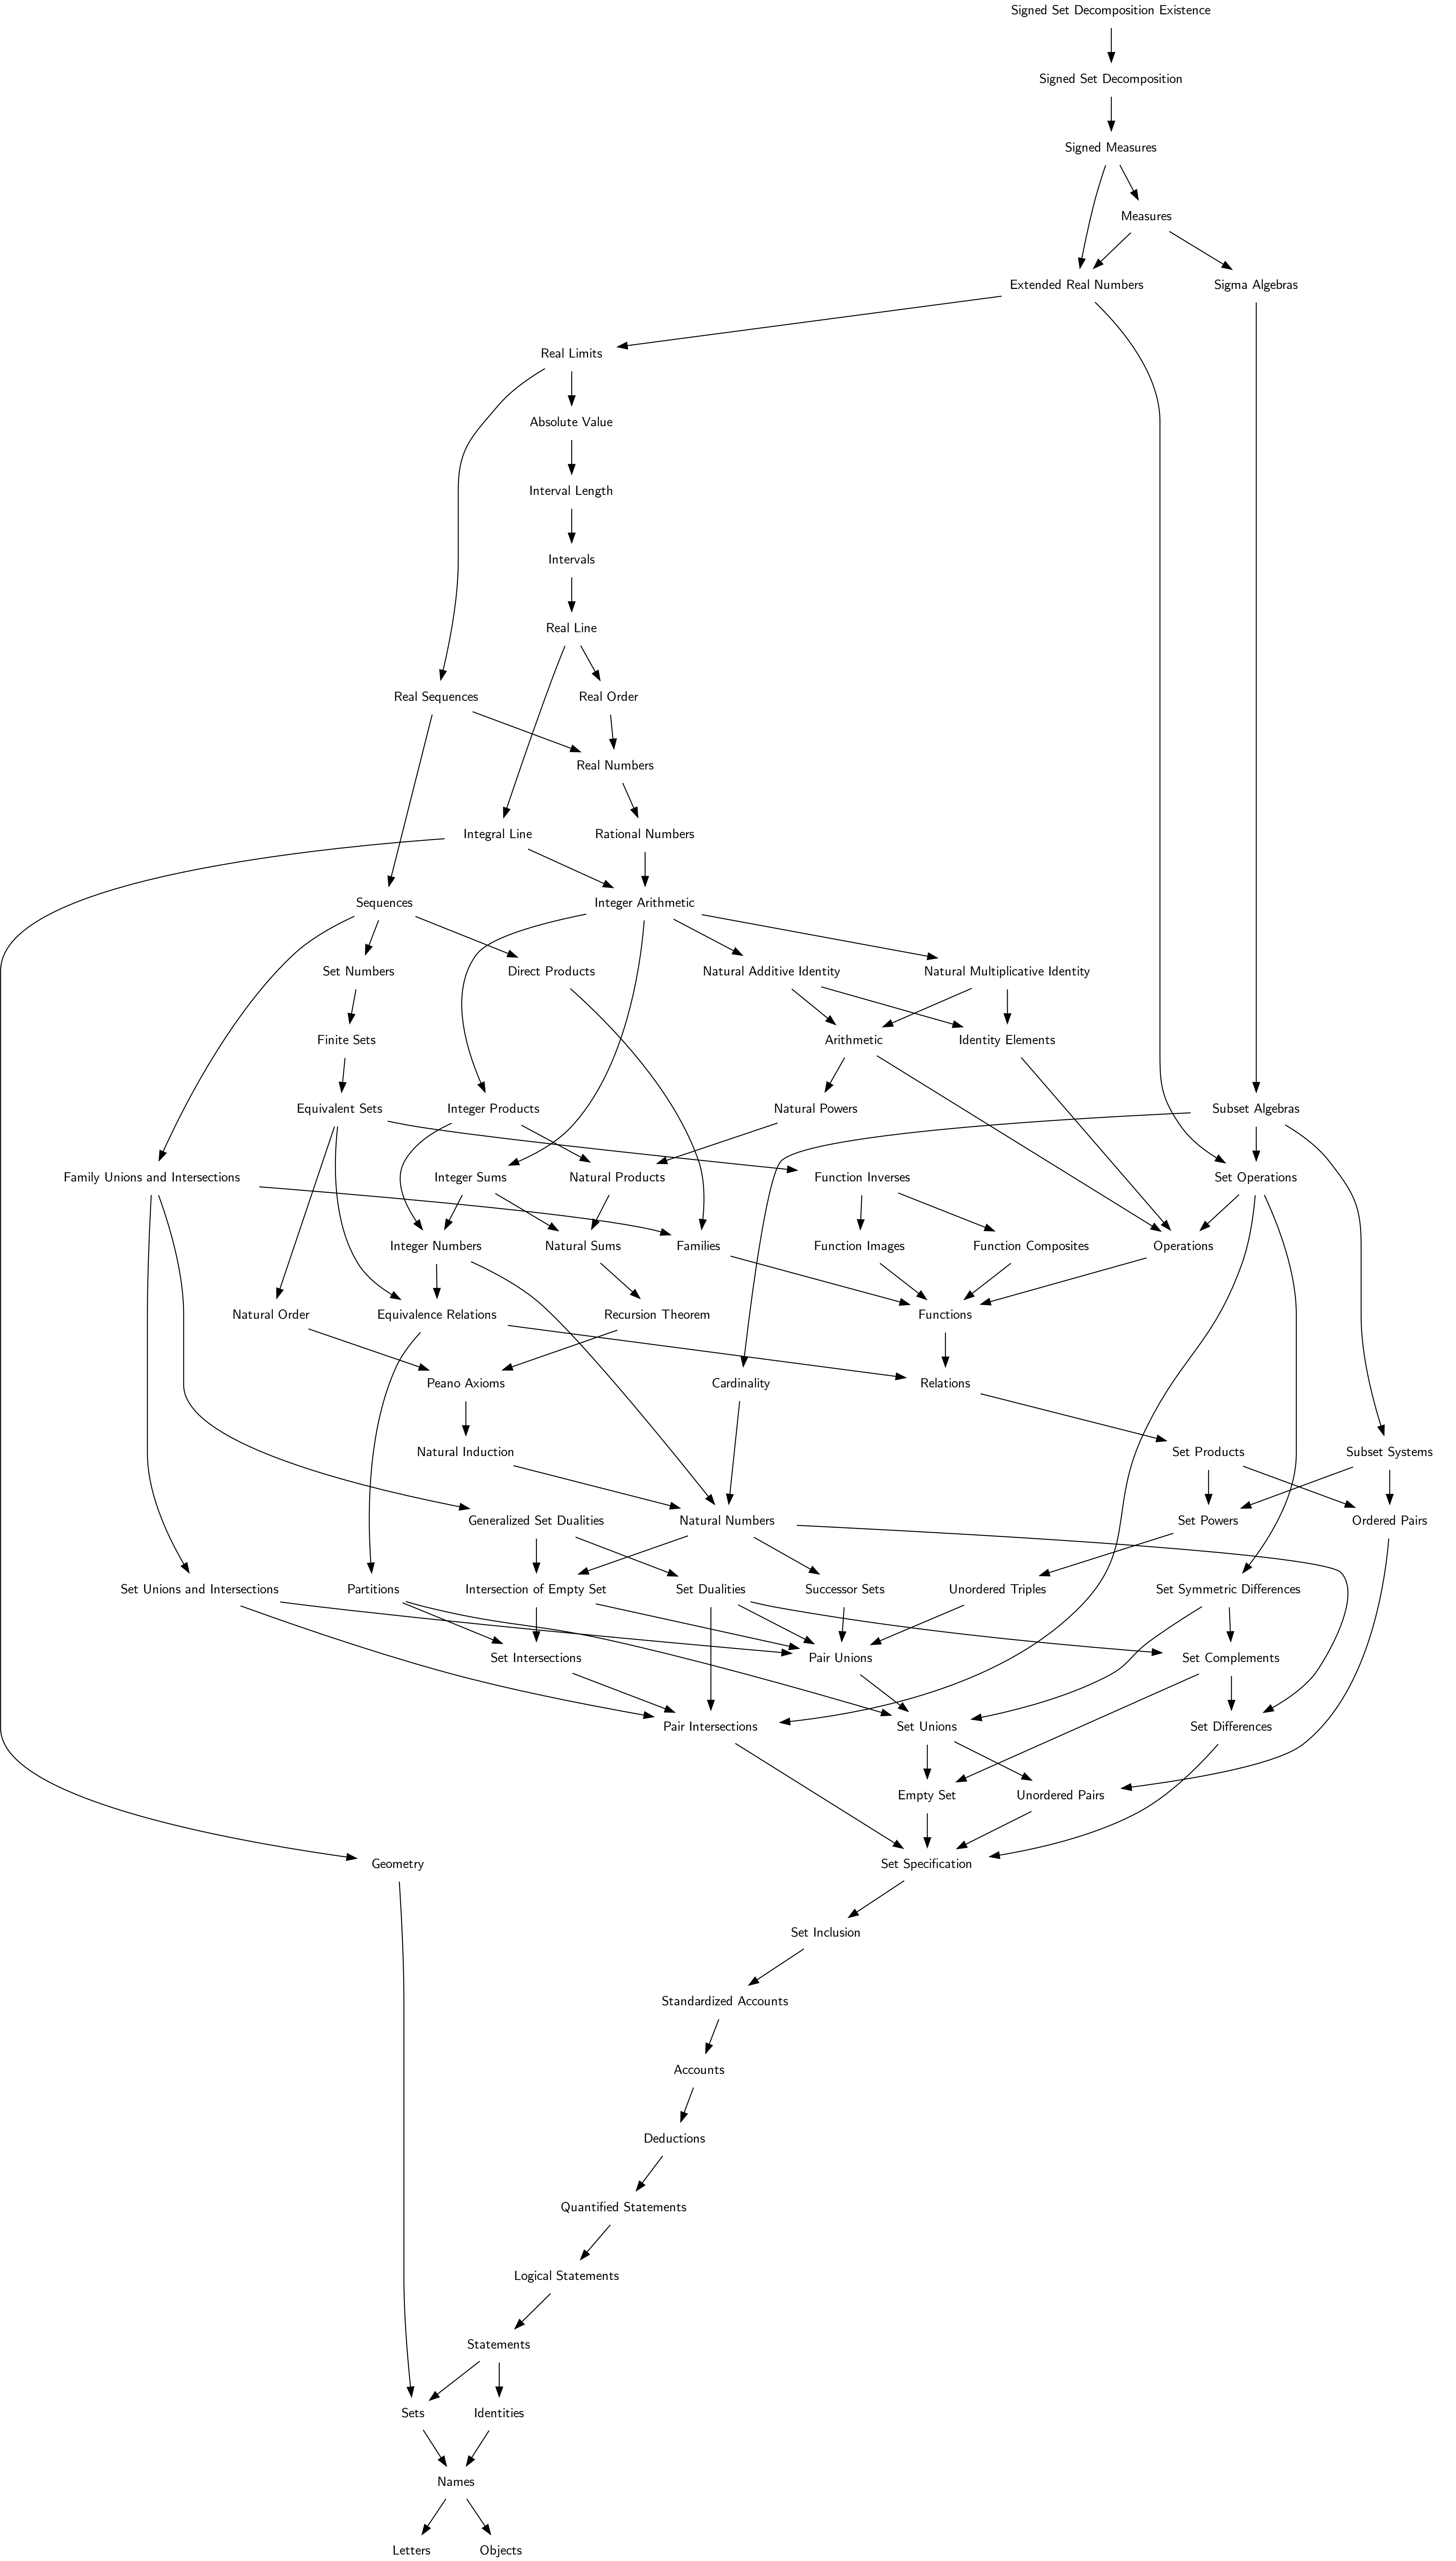 Signed Set Decomposition Existence
Signed Set Decomposition
Signed Measures
Measures
Extended Real Numbers
Sigma Algebras
Real Limits
Absolute Value
Interval Length
Intervals
Real Line
Real Sequences
Real Order
Real Numbers
Integral Line
Rational Numbers
Sequences
Integer Arithmetic
Set Numbers
Direct Products
Natural Additive Identity
Natural Multiplicative Identity
Finite Sets
Arithmetic
Identity Elements
Equivalent Sets
Integer Products
Natural Powers
Subset Algebras
Family Unions and Intersections
Integer Sums
Natural Products
Function Inverses
Set Operations
Integer Numbers
Natural Sums
Families
Function Images
Function Composites
Operations
Natural Order
Equivalence Relations
Recursion Theorem
Functions
Peano Axioms
Cardinality
Relations
Natural Induction
Set Products
Subset Systems
Generalized Set Dualities
Natural Numbers
Set Powers
Ordered Pairs
Set Unions and Intersections
Partitions
Intersection of Empty Set
Set Dualities
Successor Sets
Unordered Triples
Set Symmetric Differences
Set Intersections
Pair Unions
Set Complements
Pair Intersections
Set Unions
Set Differences
Empty Set
Unordered Pairs
Geometry
Set Specification
Set Inclusion
Standardized Accounts
Accounts
Deductions
Quantified Statements
Logical Statements
Statements
Sets
Identities
Names
Letters
Objects